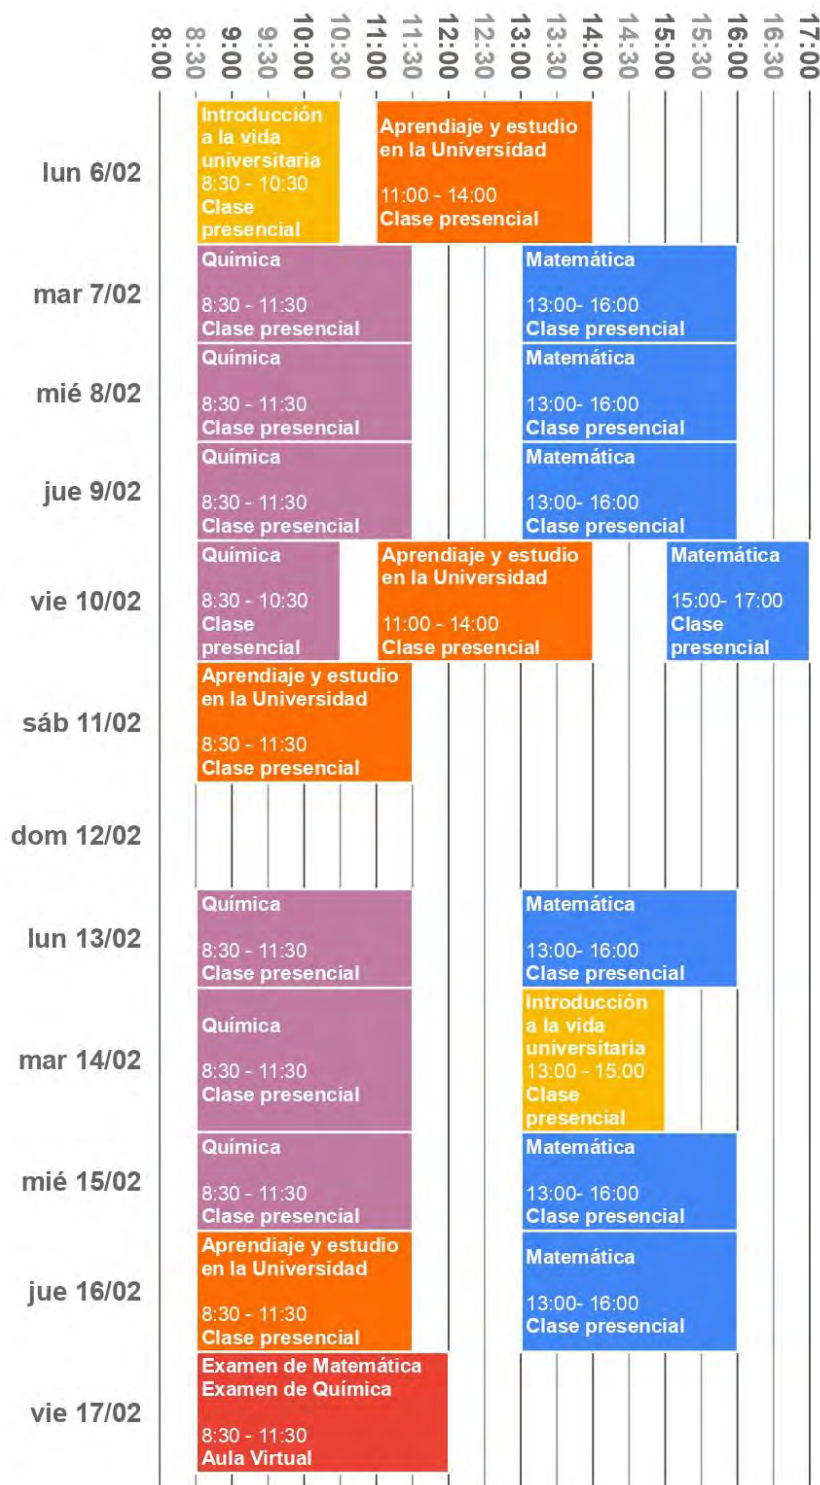 8:00
8:30
9:00
9:30
10:00
10:30
11:00
11:30
12:00
12:30
13:00
13:30
14:00
14:30
15:00
15:30
16:00
16:30
17:00
lun 6/02
Introducción
a la vida
universitaria
8:30 - 10:30
Clase
presencial
Aprendiaje y estudio
en la Universidad
11:00 - 14:00
Clase presencial
mar 7/02
Química
8:30 - 11:30
Clase presencial
Matemática
13:00- 16:00
Clase presencial
mié 8/02
Química
8:30 - 11:30
Clase presencial
Matemática
13:00- 16:00
Clase presencial
jue 9/02
Química
8:30 - 11:30
Clase presencial
Matemática
13:00- 16:00
Clase presencial
vie 10/02
Química
8:30 - 10:30
Clase
presencial
Aprendiaje y estudio
en la Universidad
11:00 - 14:00
Clase presencial
Matemática
15:00- 17:00
Clase
presencial
sáb 11/02
Aprendiaje y estudio
en la Universidad
8:30 - 11:30
Clase presencial
dom 12/02
lun 13/02
Química
8:30 - 11:30
Clase presencial
Matemática
13:00- 16:00
Clase presencial
mar 14/02
Química
8:30 - 11:30
Clase presencial
Introducción
a la vida
universitaria
13:00 - 15:00
Clase
presencial
mié 15/02
Química
8:30 - 11:30
Clase presencial
Matemática
13:00- 16:00
Clase presencial
jue 16/02
Aprendiaje y estudio
en la Universidad
8:30 - 11:30
Clase presencial
Matemática
13:00- 16:00
Clase presencial
vie 17/02
Examen de Matemática
Examen de Química
8:30 - 11:30
Aula Virtual